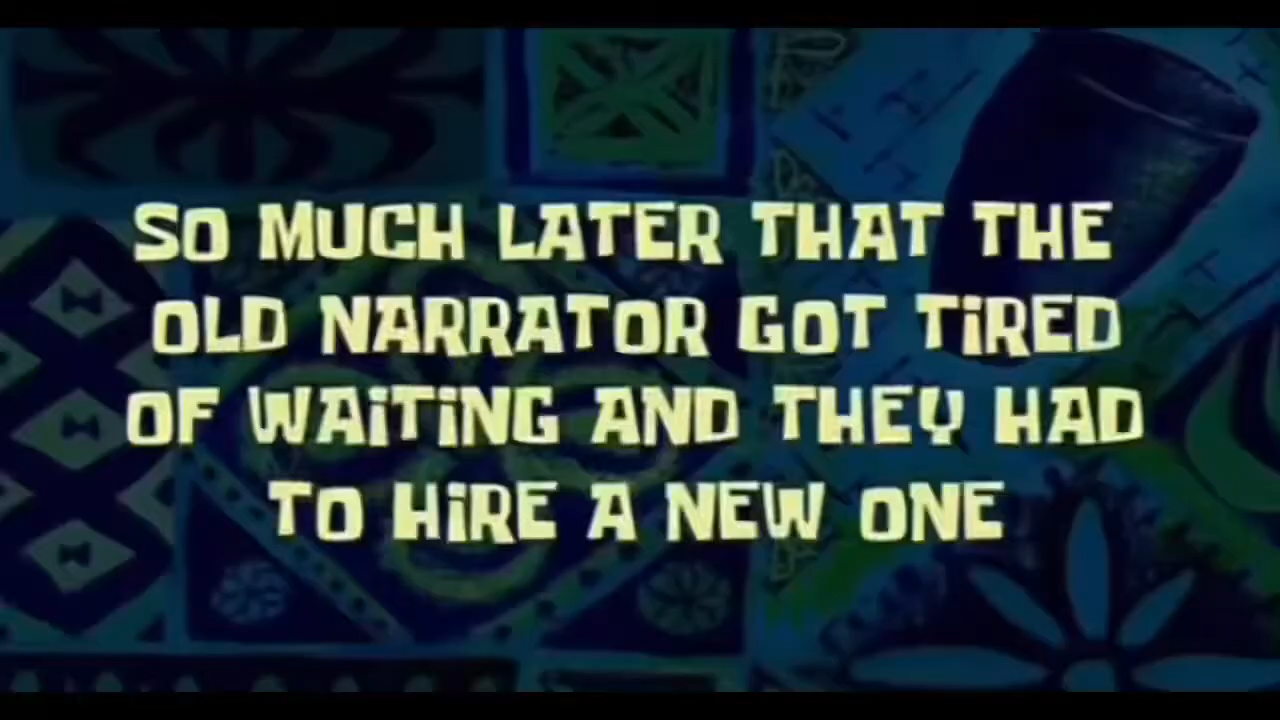 SO MUCH LATER THAT THE
OLD NARRATOR GOT TiRED
OF WAiTiNG AND THEY HAD
TO HiRE A NEW ONE